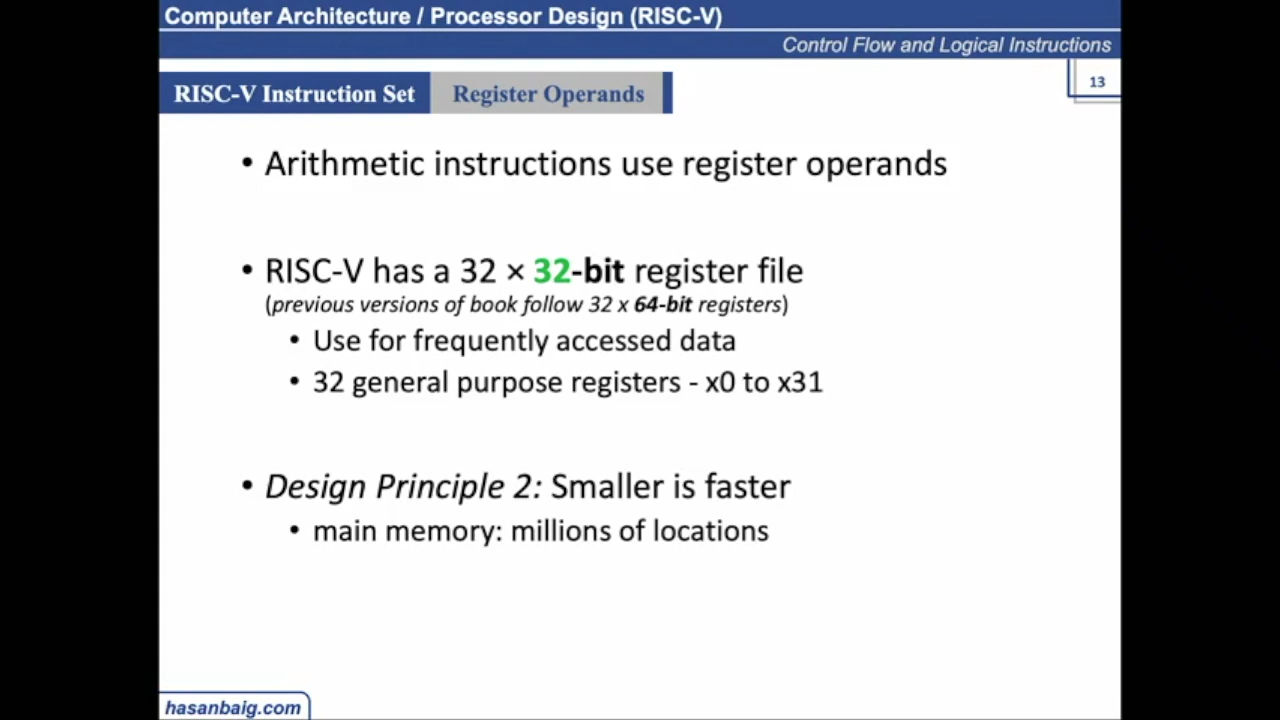 Computer Architecture / Processor Design (RISC-V)
Control Flow and Logical Instructions
RISC-V Instruction Set
Register Operands
13
• Arithmetic instructions use register operands
• RISC-V has a 32 × 32-bit register file
(previous versions of book follow 32 x 64-bit registers)
• Use for frequently accessed data
• 32 general purpose registers - x0 to x31
• Design Principle 2: Smaller is faster
• main memory: millions of locations
hasanbaig.com